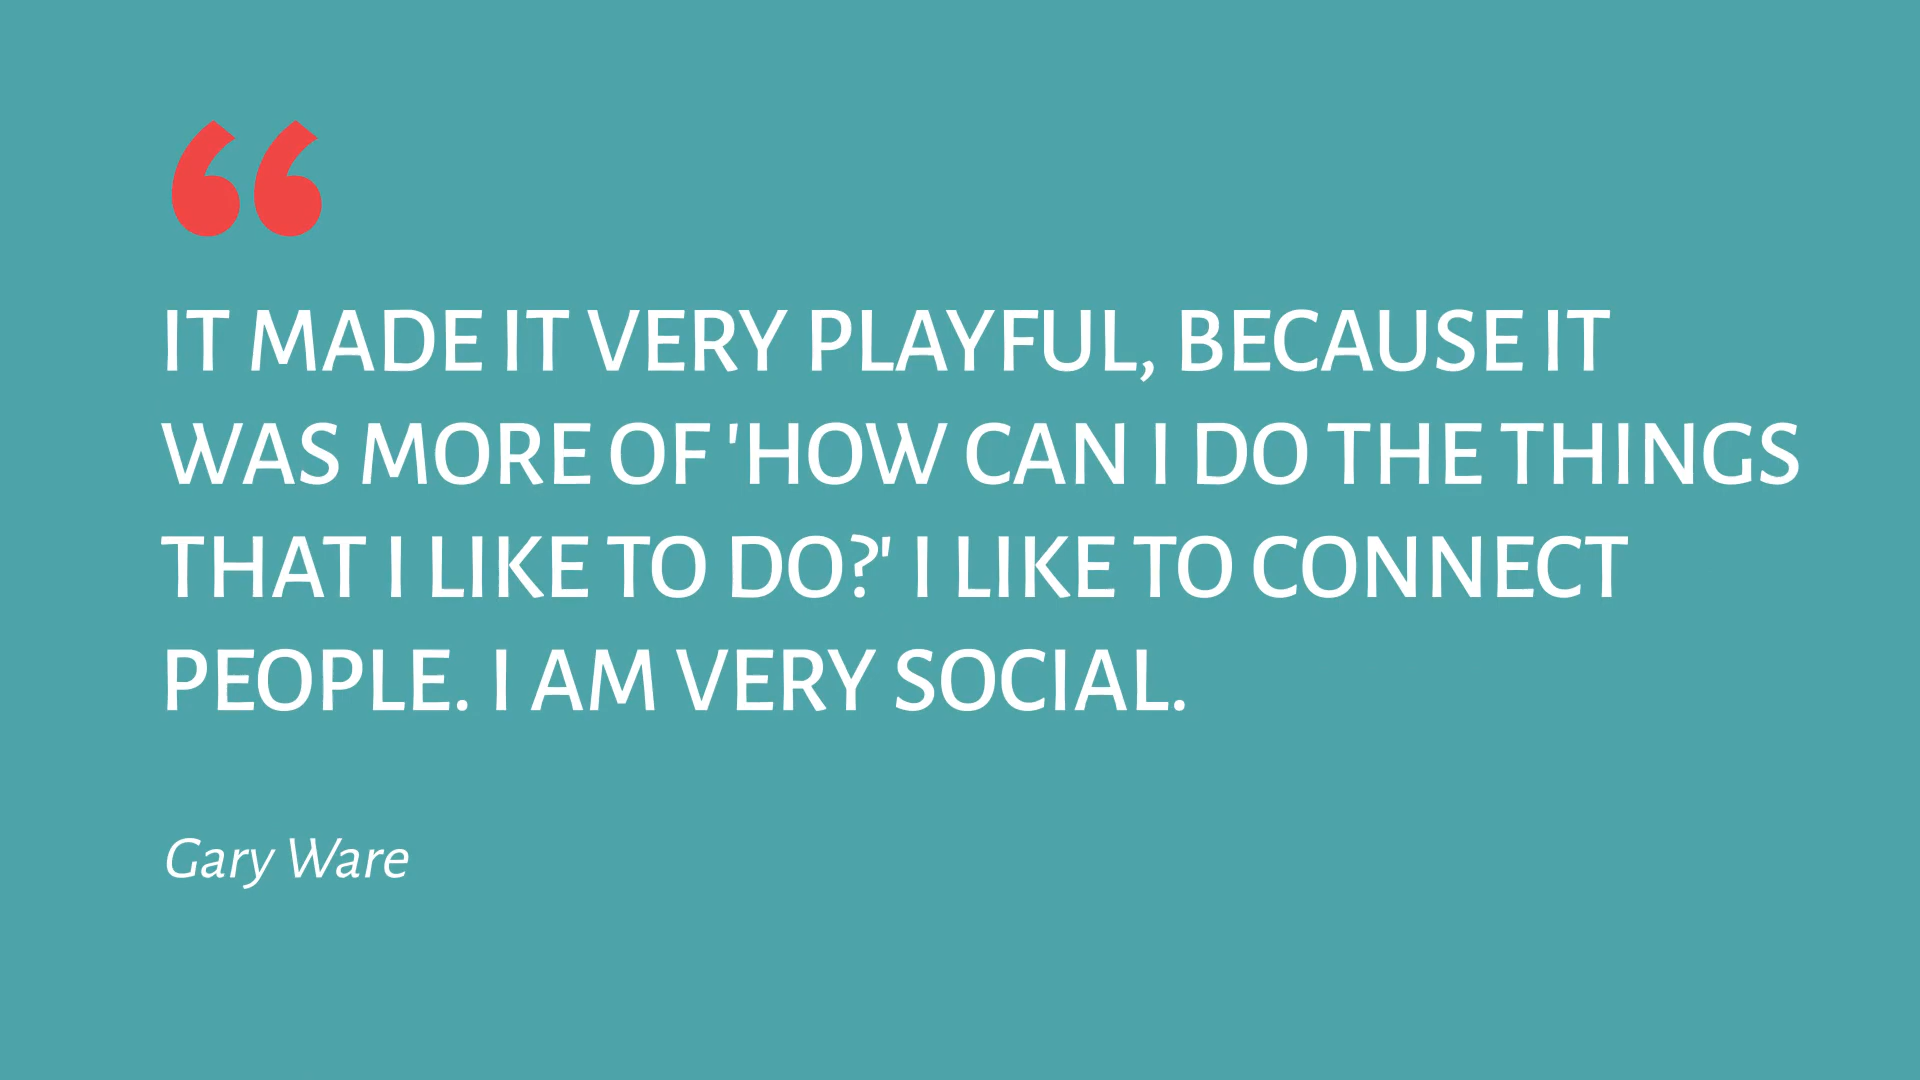 “
IT MADE IT VERY PLAYFUL, BECAUSE IT
WAS MORE OF 'HOW CAN I DO THE THINGS
THAT I LIKE TO DO?' I LIKE TO CONNECT
PEOPLE. I AM VERY SOCIAL.
Gary Ware